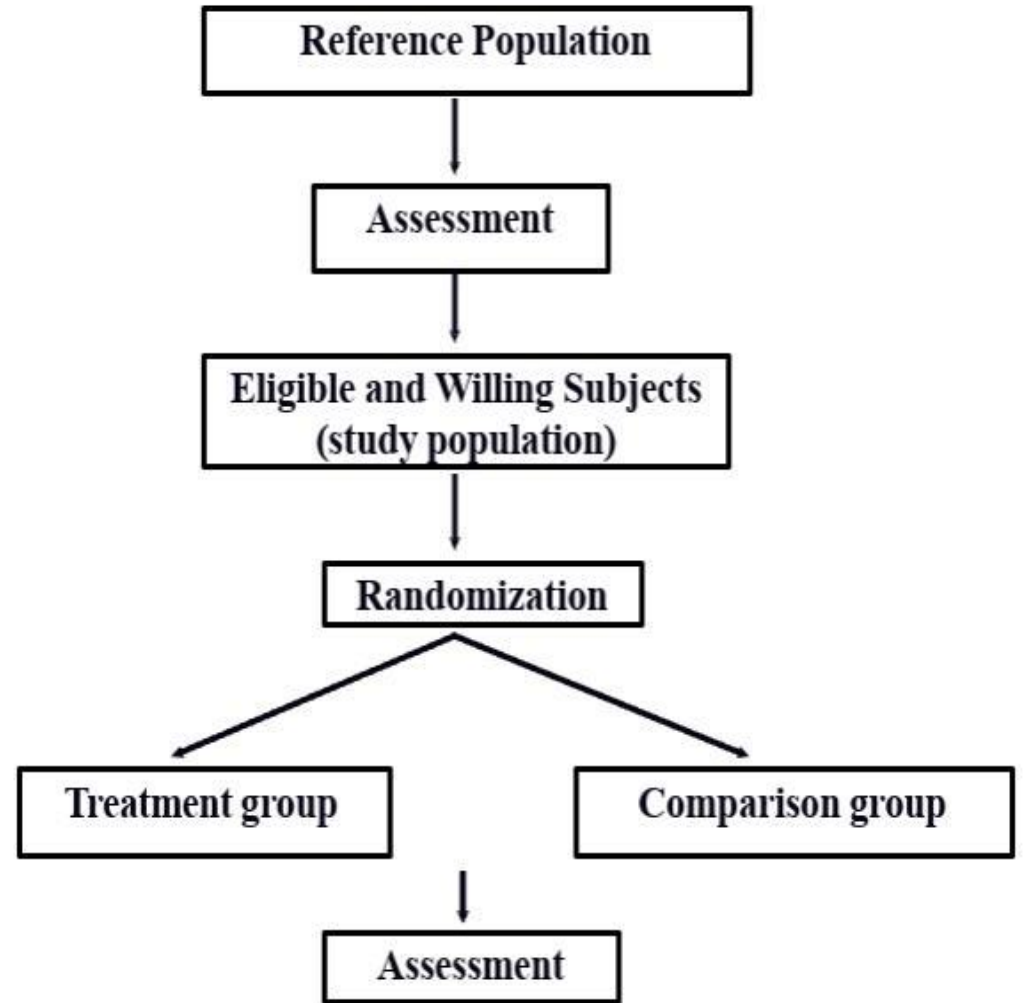 Reference Population
Assessment
Eligible and Willing Subjects
(study population)
Randomization
Treatment group
Comparison group
Assessment